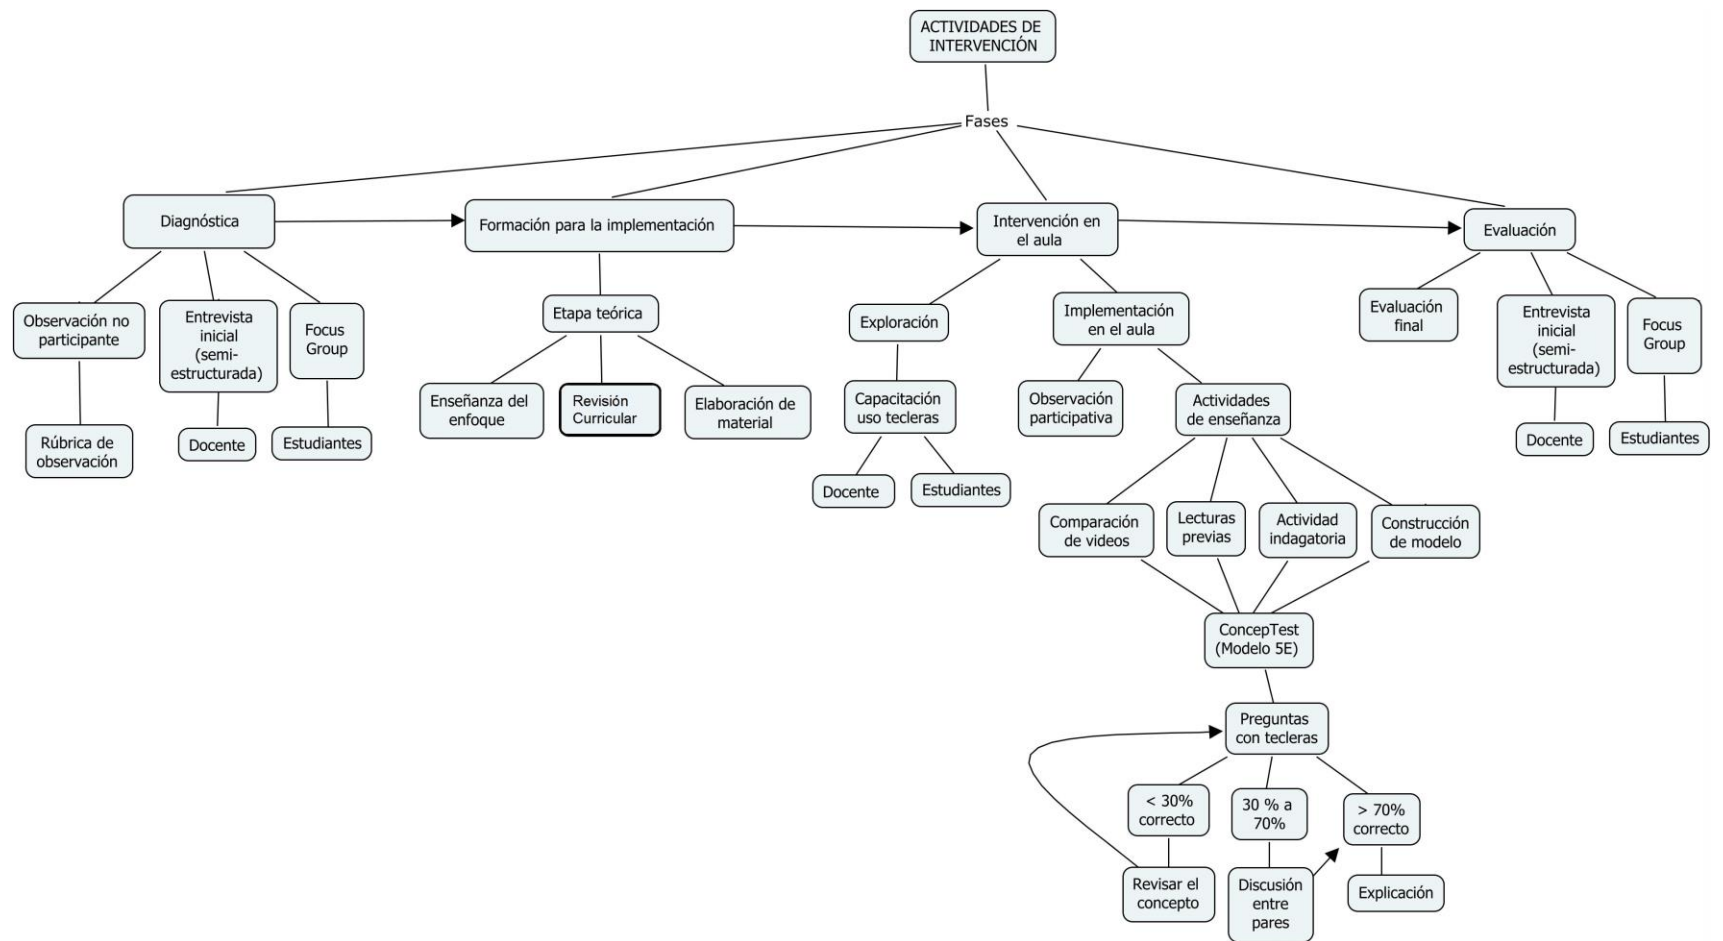 ACTIVIDADES DE
INTERVENCIÓN
Fases
Diagnóstica
Formación para la implementación
Intervención en
el aula
Evaluación
Observación no
participante
Entrevista
inicial
(semi-
estructurada)
Focus
Group
Etapa teórica
Exploración
Implementación
en el aula
Evaluación
final
Entrevista
inicial
(semi-
estructurada)
Focus
Group
Rúbrica de
observación
Docente
Estudiantes
Enseñanza del
enfoque
Revisión
Curricular
Elaboración de
material
Capacitación
uso tecleras
Observación
participativa
Actividades
de enseñanza
Docente
Estudiantes
Docente
Estudiantes
Comparación
de videos
Lecturas
previas
Actividad
indagatoria
Construcción
de modelo
ConcepTest
(Modelo 5E)
Preguntas
con tecleras
< 30%
correcto
30 % a
70%
> 70%
correcto
Revisar el
concepto
Discusión
entre
pares
Explicación